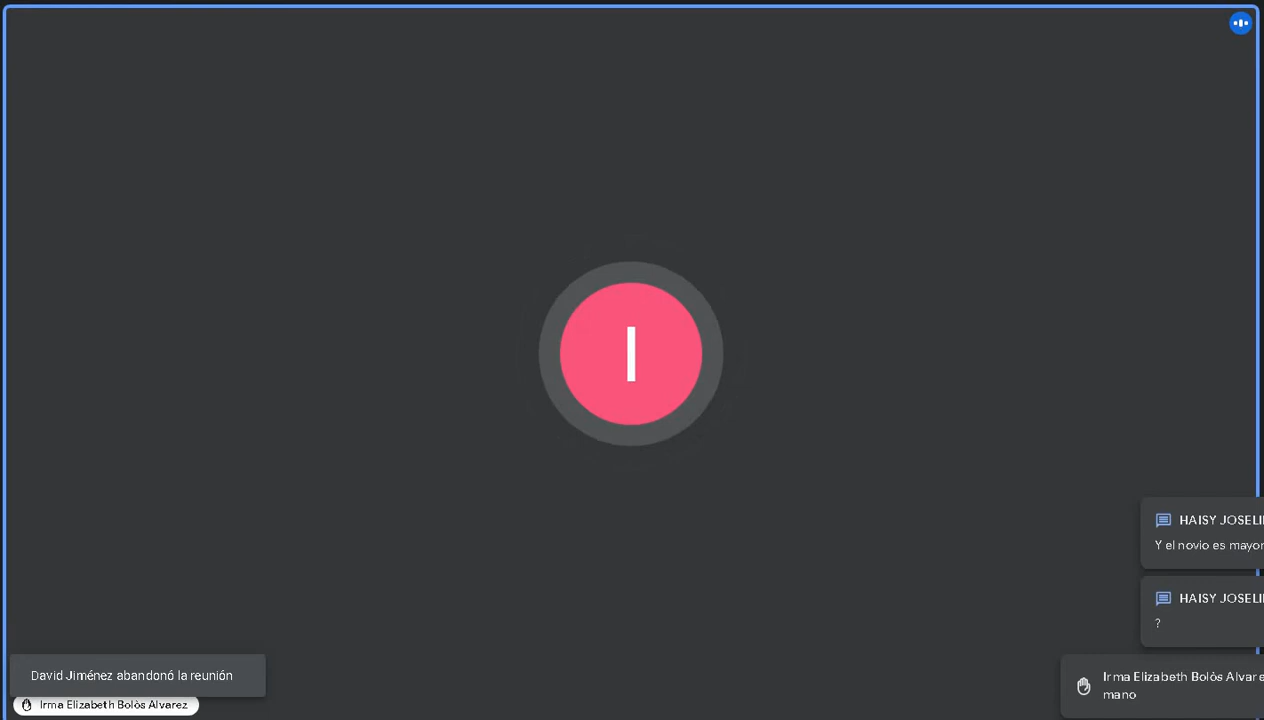 I
HAISY JOSELI
Y el novio es mayor
HAISY JOSELI
?
David Jiménez abandonó la reunión
Irma Elizabeth Bolòs Alvarez
Irma Elizabeth Bolòs Alvare
mano